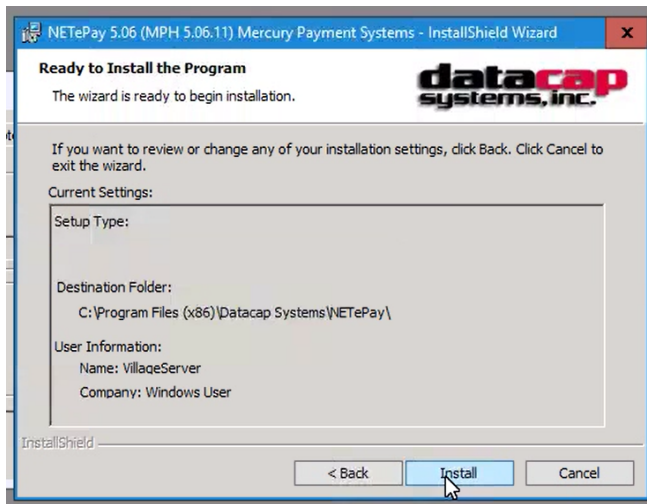 NETePay 5.06 (MPH 5.06.11) Mercury Payment Systems - InstallShield Wizard
x
Ready to Install the Program
The wizard is ready to begin installation.
datacap
systems,inc.
If you want to review or change any of your installation settings, click Back. Click Cancel to
exit the wizard.
Current Settings:
Setup Type:
Destination Folder:
C:\Program Files (x86)\Datacap Systems\NETePay\
User Information:
Name: VillageServer
Company: Windows User
InstallShield
< Back
Install
Cancel